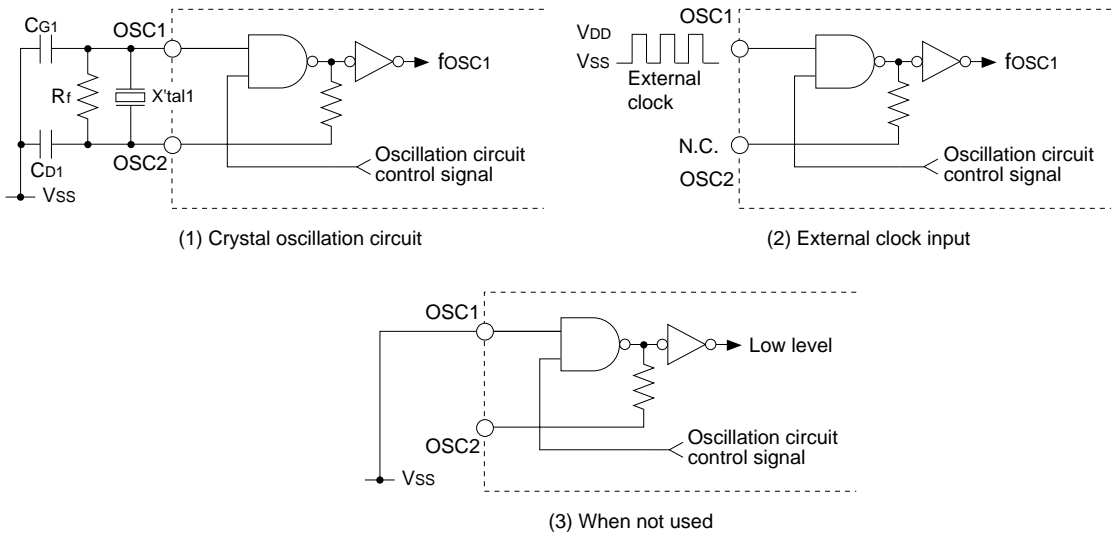 CG1
OSC1
fOSC1
Rf
X'tal1
OSC2
CD1
VSS
Oscillation circuit
control signal
(1) Crystal oscillation circuit
OSC1
VDD
VSS
External
clock
fOSC1
N.C.
OSC2
Oscillation circuit
control signal
(2) External clock input
OSC1
Low level
OSC2
Oscillation circuit
control signal
VSS
(3) When not used